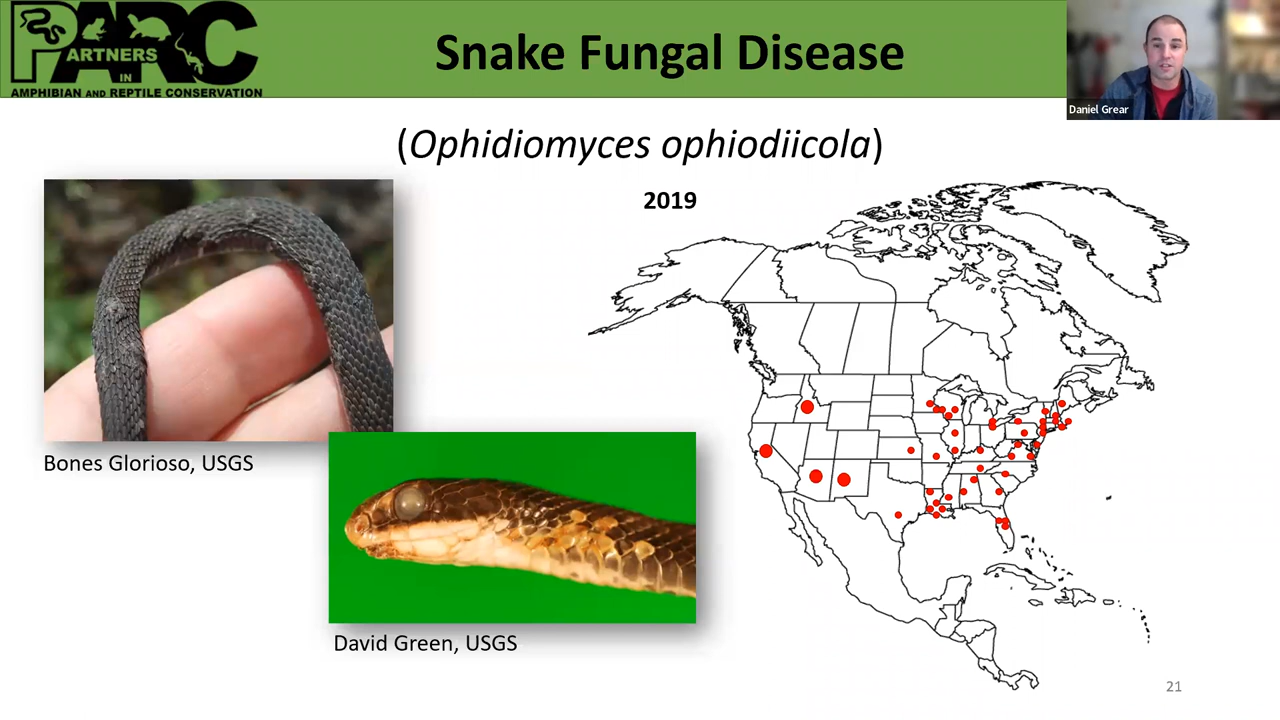 PARC
PARTNERS
IN
AMPHIBIAN AND REPTILE CONSERVATION
Snake Fungal Disease
Daniel Grear
(Ophidiomyces ophiodiicola)
2019
Bones Glorioso, USGS
David Green, USGS
21